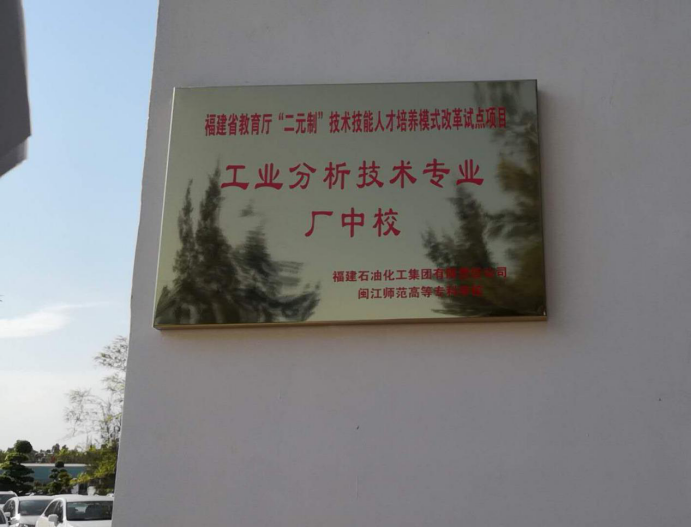 福建省教育厅“二元制”技术技能人才培养模式改革试点项目
工业分析技术专业
厂中校
福建石油化工集团有限责任公司
闽江师范高等专科学校